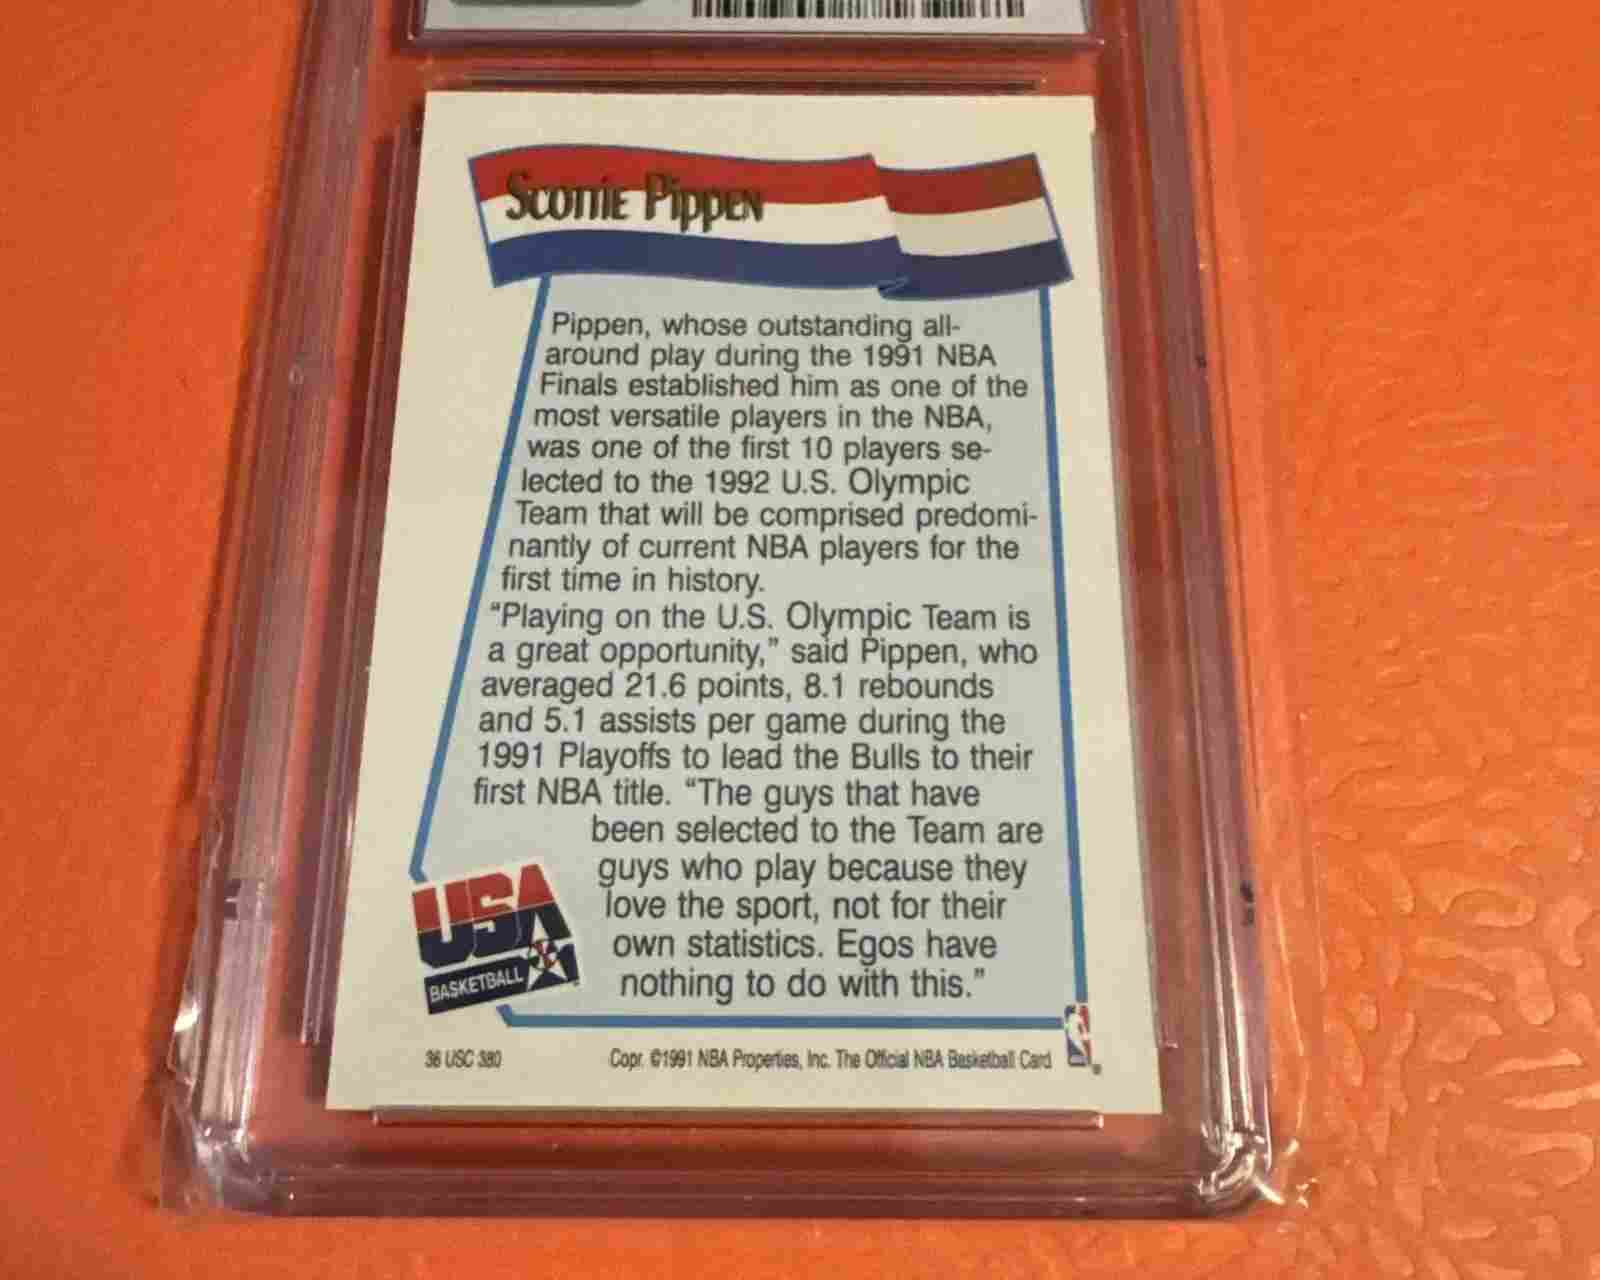 Scottie Pippen
Pippen, whose outstanding all-
around play during the 1991 NBA
Finals established him as one of the
most versatile players in the NBA,
was one of the first 10 players se-
lected to the 1992 U.S. Olympic
Team that will be comprised predomi-
nantly of current NBA players for the
first time in history.
“Playing on the U.S. Olympic Team is
a great opportunity,” said Pippen, who
averaged 21.6 points, 8.1 rebounds
and 5.1 assists per game during the
1991 Playoffs to lead the Bulls to their
first NBA title. “The guys that have
been selected to the Team are
guys who play because they
love the sport, not for their
own statistics. Egos have
nothing to do with this.”
USA
BASKETBALL
36 USC 380
Copr. ©1991 NBA Properties, Inc. The Official NBA Basketball Card